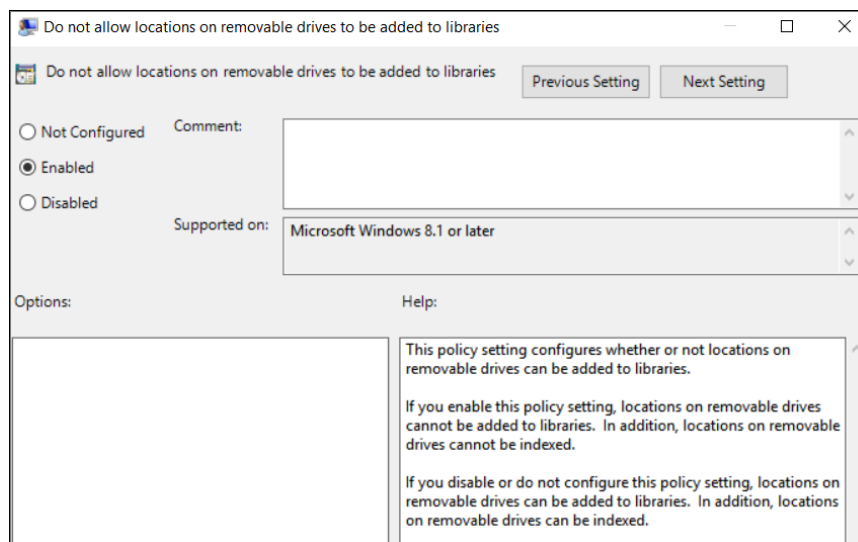 Do not allow locations on removable drives to be added to libraries
Do not allow locations on removable drives to be added to libraries
Previous Setting
Next Setting
Not Configured
Comment:
Enabled
Disabled
Supported on:
Microsoft Windows 8.1 or later
Options:
Help:
This policy setting configures whether or not locations on
removable drives can be added to libraries.
If you enable this policy setting, locations on removable drives
cannot be added to libraries.  In addition, locations on removable
drives cannot be indexed.
If you disable or do not configure this policy setting, locations on
removable drives can be added to libraries.  In addition, locations
on removable drives can be indexed.